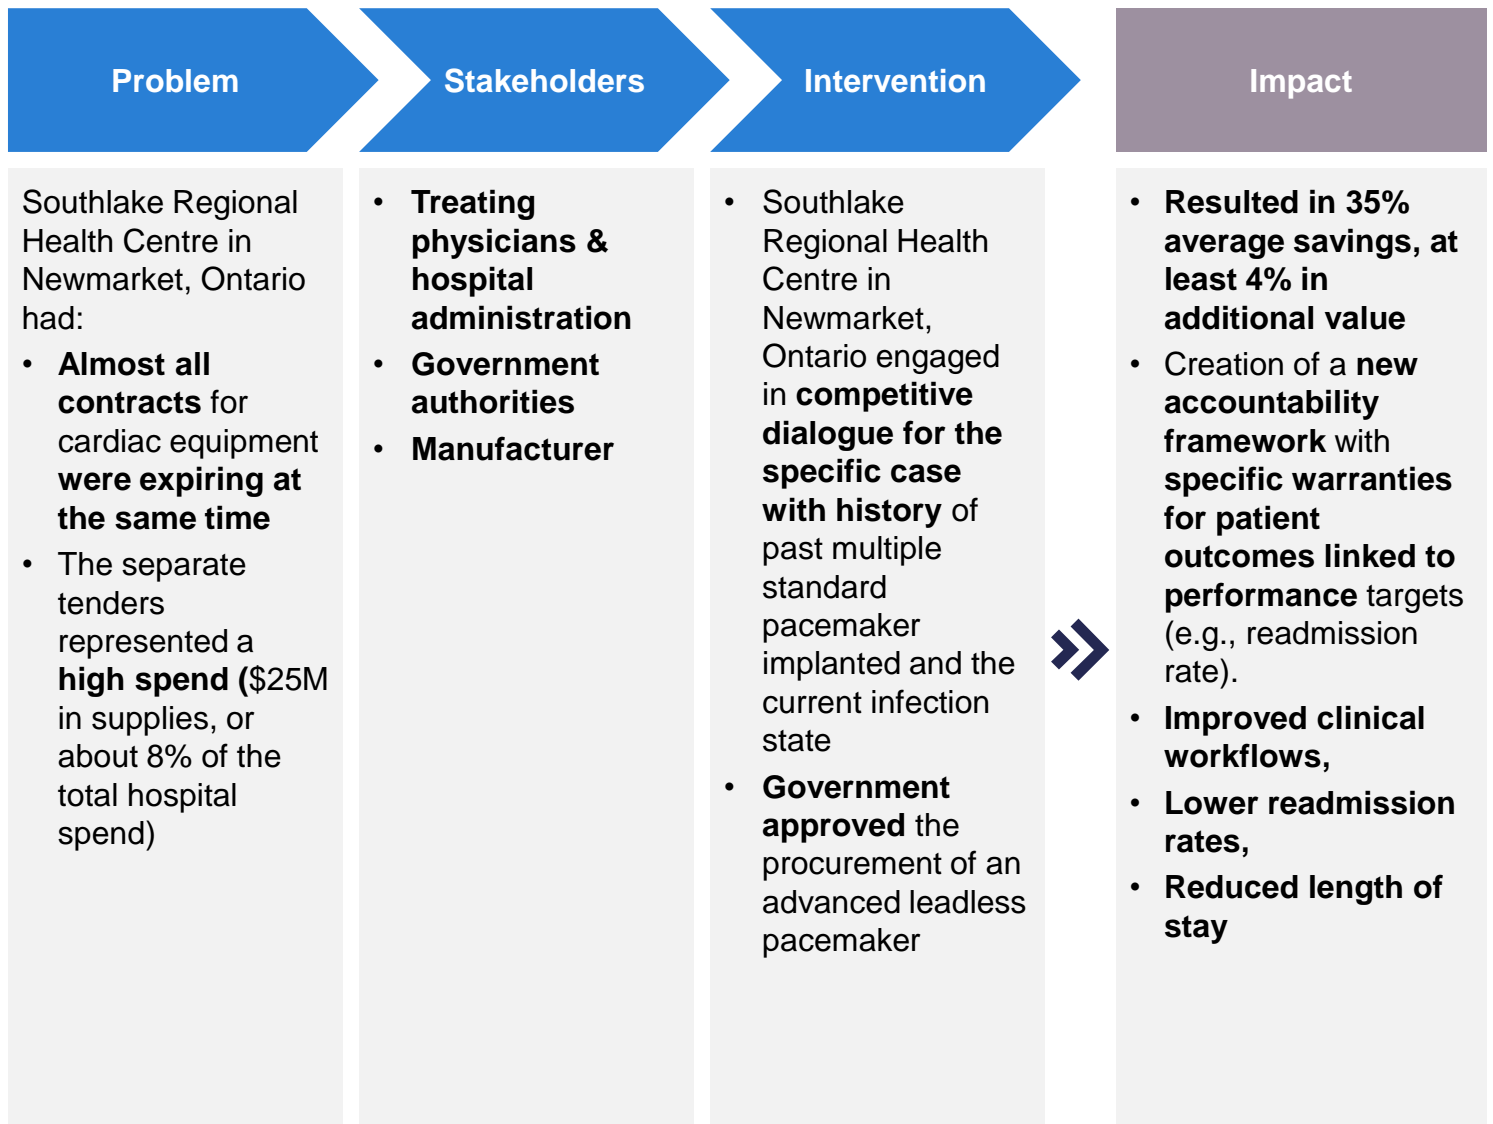 Problem
Stakeholders
Intervention
Impact
Southlake Regional
Health Centre in
Newmarket, Ontario
had:
• Almost all
contracts for
cardiac equipment
were expiring at
the same time
• The separate
tenders
represented a
high spend ($25M
in supplies, or
about 8% of the
total hospital
spend)
• Treating
physicians &
hospital
administration
• Government
authorities
• Manufacturer
• Southlake
Regional Health
Centre in
Newmarket,
Ontario engaged
in competitive
dialogue for the
specific case
with history of
past multiple
standard
pacemaker
implanted and the
current infection
state
• Government
approved the
procurement of an
advanced leadless
pacemaker
• Resulted in 35%
average savings, at
least 4% in
additional value
• Creation of a new
accountability
framework with
specific warranties
for patient
outcomes linked to
performance targets
(e.g., readmission
rate).
• Improved clinical
workflows,
• Lower readmission
rates,
• Reduced length of
stay